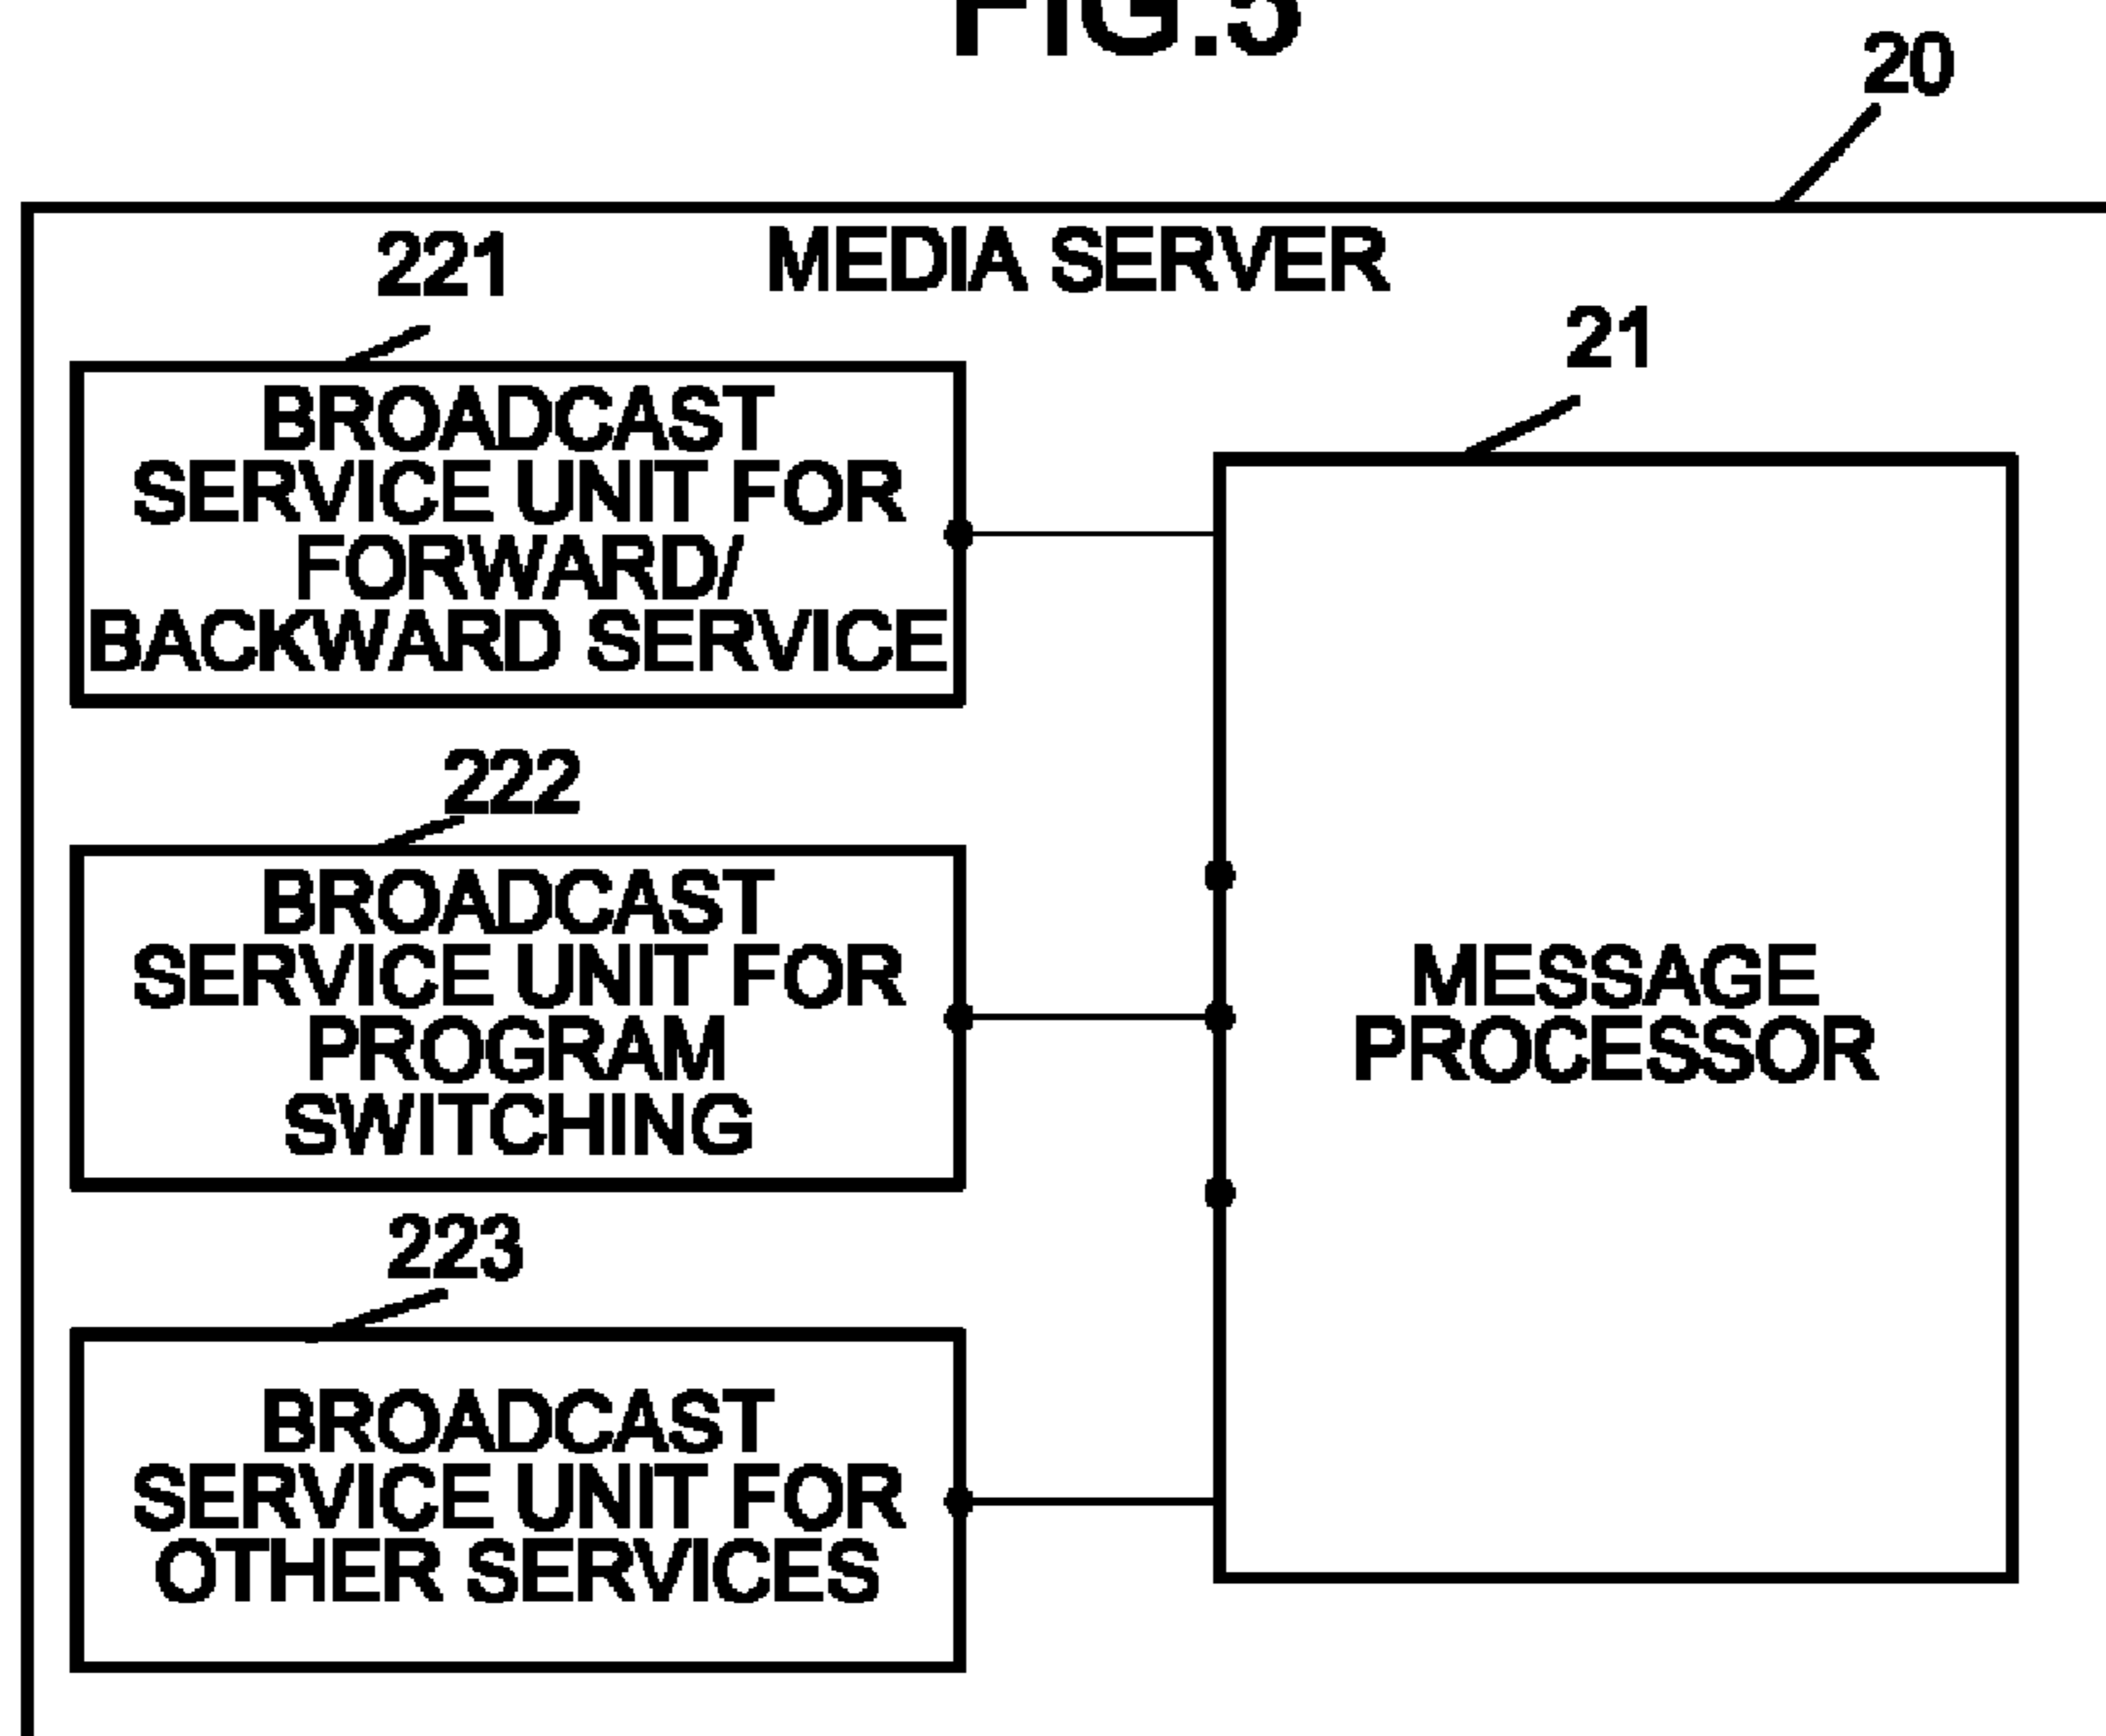 FIG.5
20
221
MEDIA SERVER
21
BROADCAST
SERVICE UNIT FOR
FORWARD/
BACKWARD SERVICE
222
BROADCAST
SERVICE UNIT FOR
PROGRAM
SWITCHING
MESSAGE
PROCESSOR
223
BROADCAST
SERVICE UNIT FOR
OTHER SERVICES